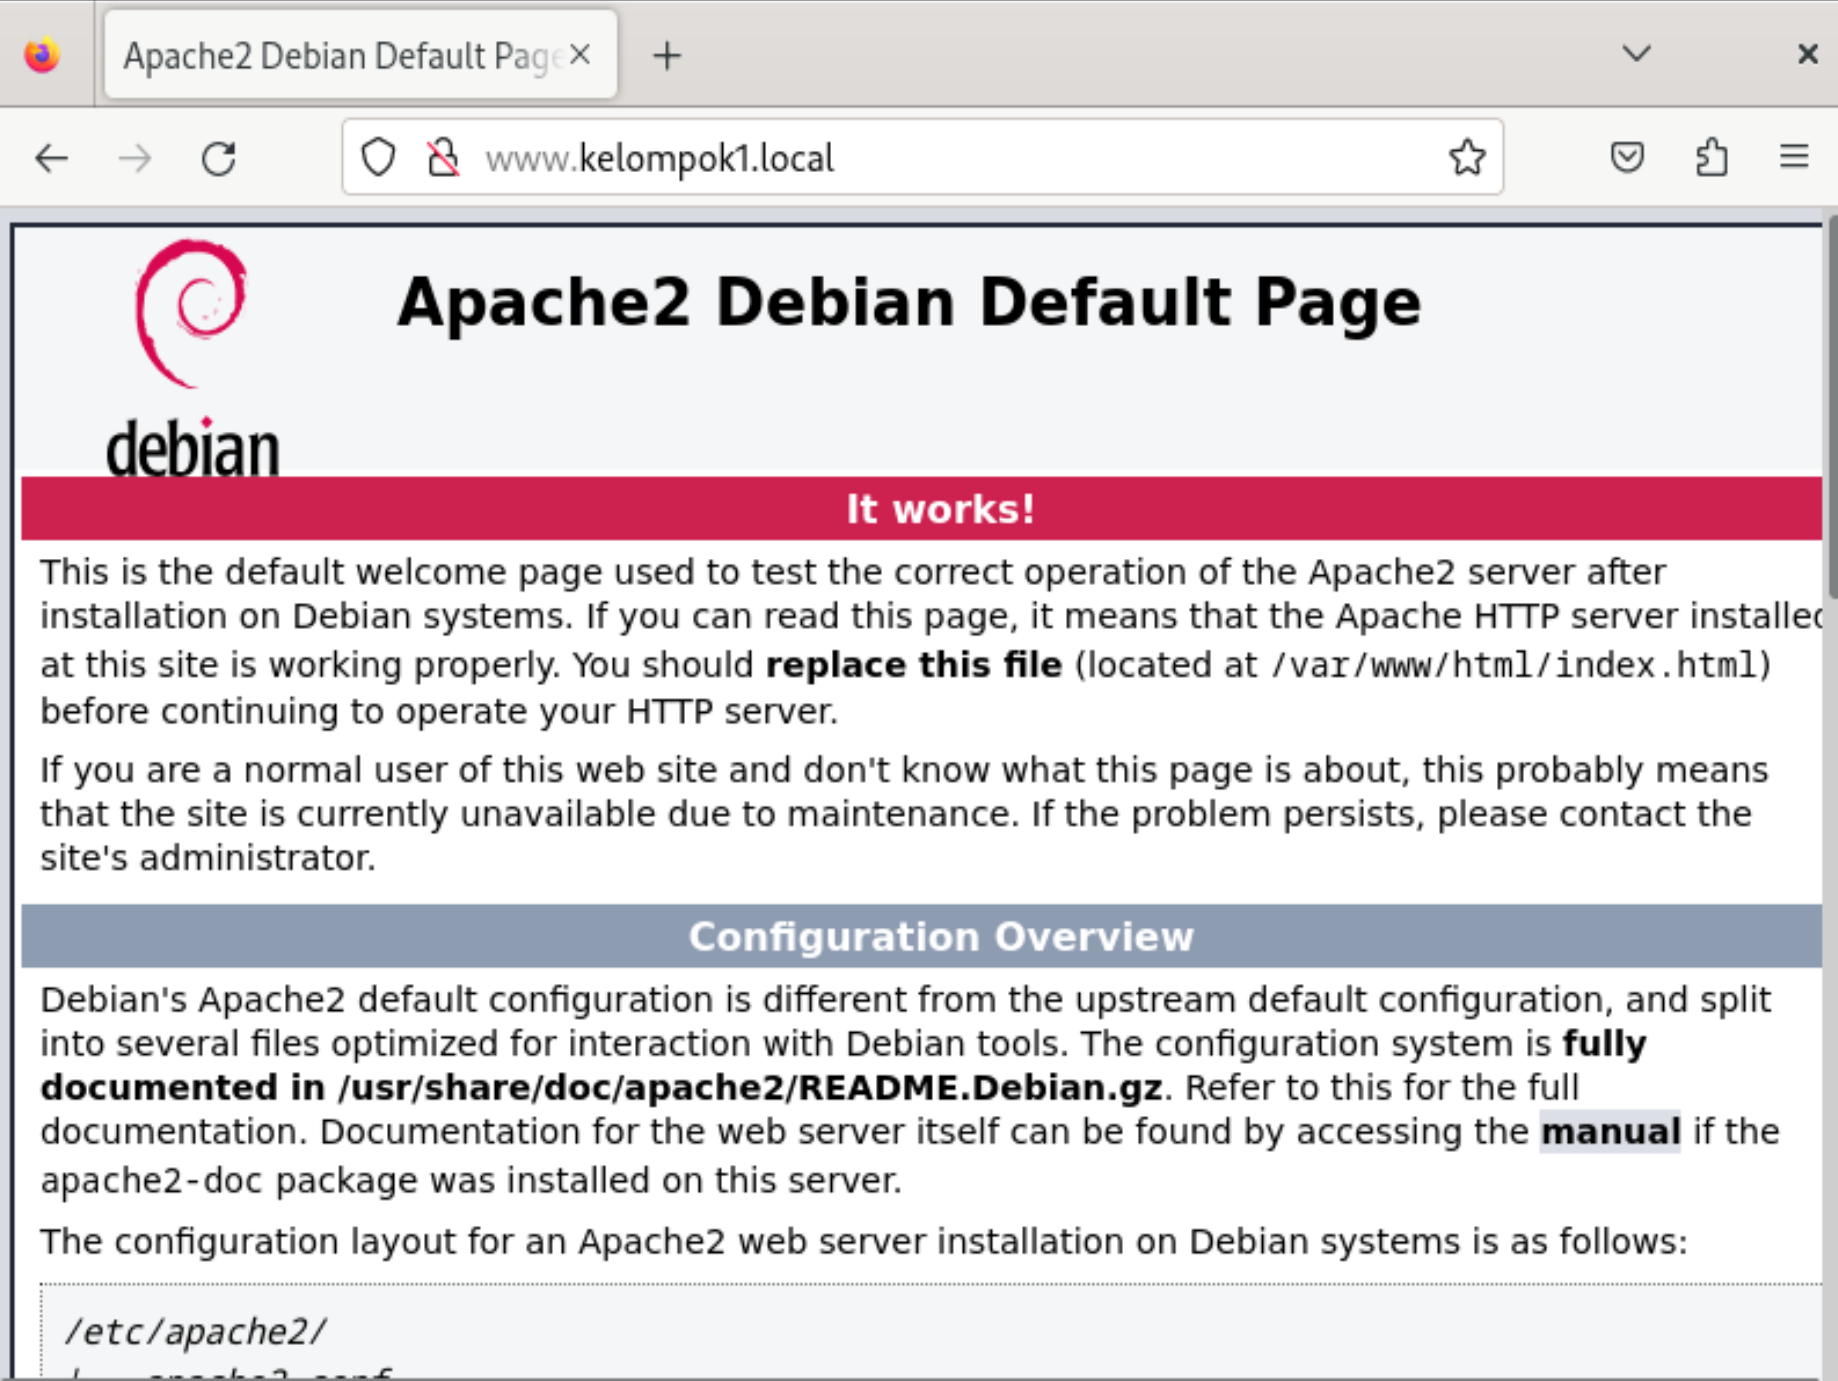 Apache2 Debian Default Page
www.kelompok1.local
Apache2 Debian Default Page
debian
It works!
This is the default welcome page used to test the correct operation of the Apache2 server after
installation on Debian systems. If you can read this page, it means that the Apache HTTP server installed
at this site is working properly. You should replace this file (located at /var/www/html/index.html)
before continuing to operate your HTTP server.
If you are a normal user of this web site and don't know what this page is about, this probably means
that the site is currently unavailable due to maintenance. If the problem persists, please contact the
site's administrator.
Configuration Overview
Debian's Apache2 default configuration is different from the upstream default configuration, and split
into several files optimized for interaction with Debian tools. The configuration system is fully
documented in /usr/share/doc/apache2/README.Debian.gz. Refer to this for the full
documentation. Documentation for the web server itself can be found by accessing the manual if the
apache2-doc package was installed on this server.
The configuration layout for an Apache2 web server installation on Debian systems is as follows:
/etc/apache2/
|-- apache2.conf